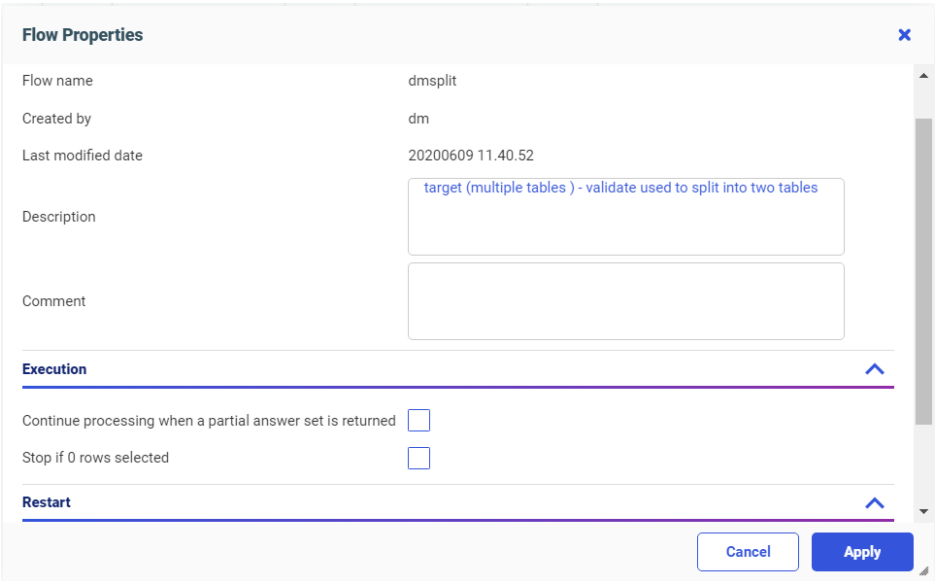 Flow Properties
Flow name
dmsplit
Created by
dm
Last modified date
20200609 11.40.52
Description
target (multiple tables ) - validate used to split into two tables
Comment
Execution
Continue processing when a partial answer set is returned
Stop if 0 rows selected
Restart
Cancel
Apply